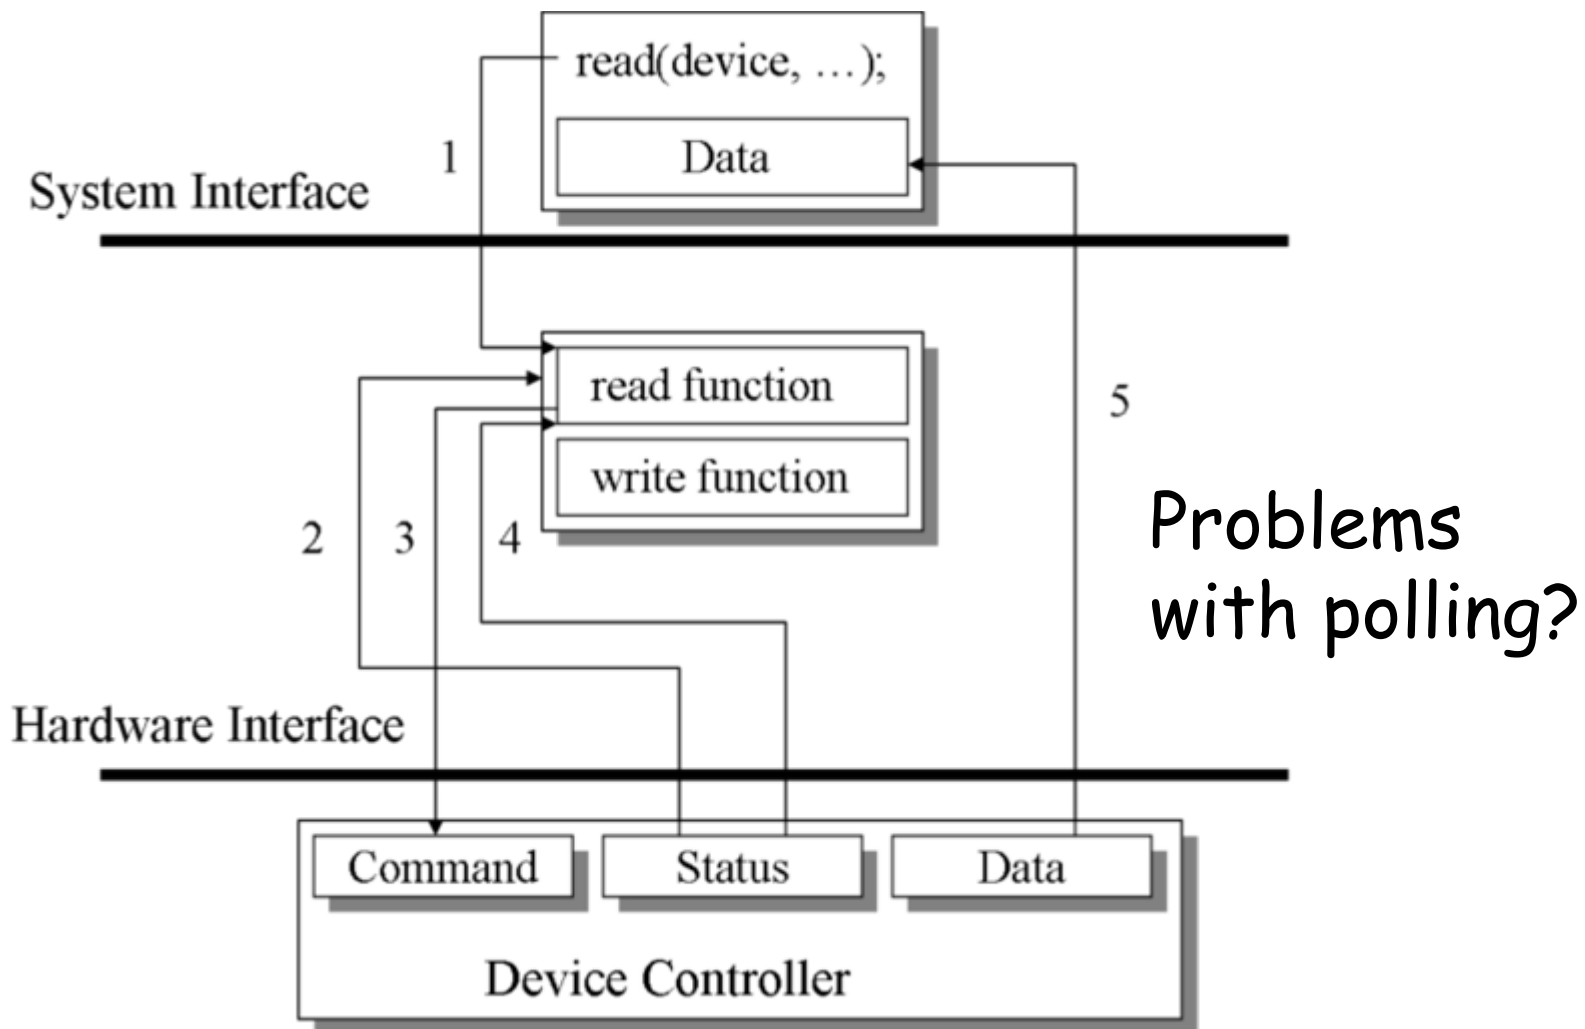 read(device, …);
1
Data
System Interface
read function
5
write function
2
3
4
Problems
with polling?
Hardware Interface
Command
Status
Data
Device Controller